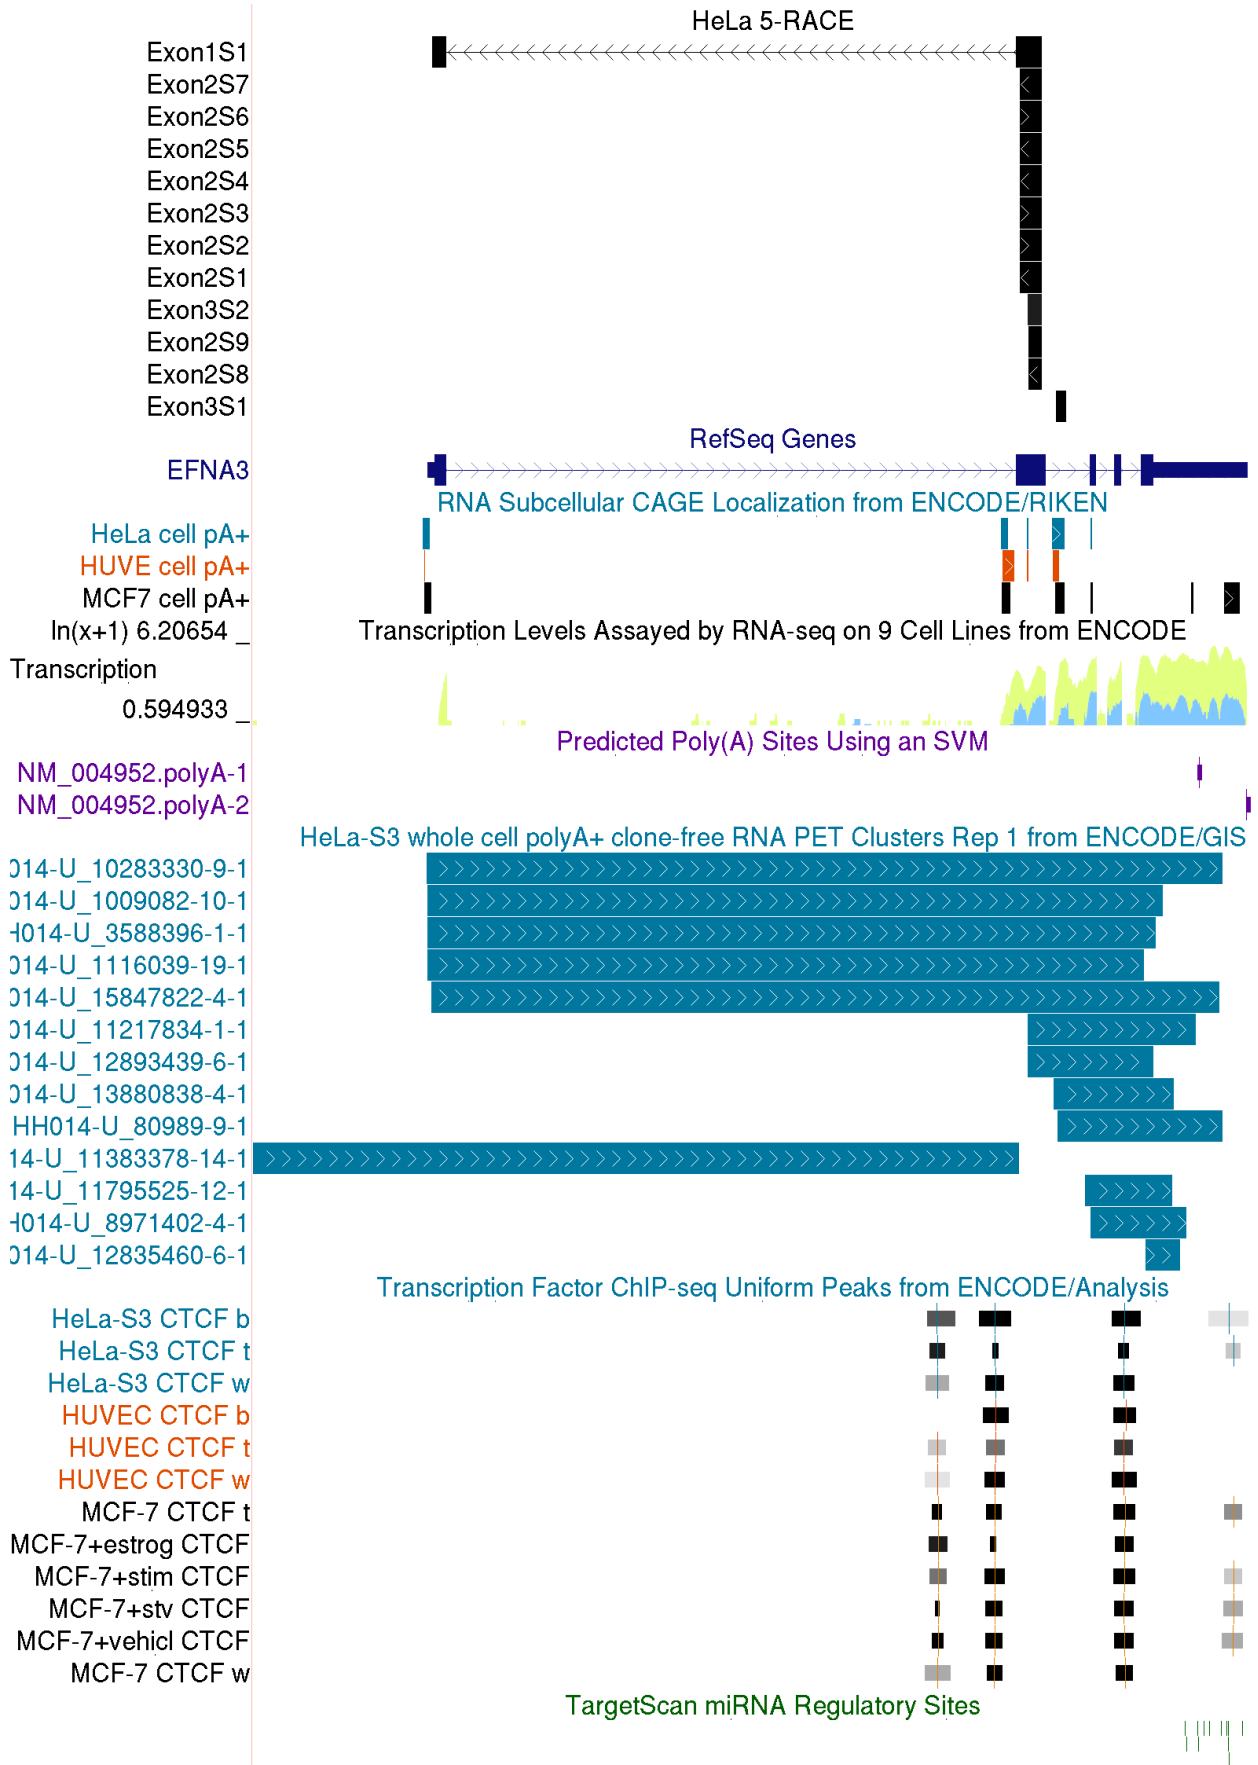 HeLa 5-RACE
Exon1S1
Exon2S7
Exon2S6
Exon2S5
Exon2S4
Exon2S3
Exon2S2
Exon2S1
Exon3S2
Exon2S9
Exon2S8
Exon3S1
RefSeq Genes
EFNA3
RNA Subcellular CAGE Localization from ENCODE/RIKEN
HeLa cell pA+
HUVE cell pA+
MCF7 cell pA+
ln(x+1) 6.20654 _ Transcription Levels Assayed by RNA-seq on 9 Cell Lines from ENCODE
Transcription
0.594933 _
Predicted Poly(A) Sites Using an SVM
NM_004952.polyA-1
NM_004952.polyA-2
HeLa-S3 whole cell polyA+ clone-free RNA PET Clusters Rep 1 from ENCODE/GIS
014-U_10283330-9-1
014-U_1009082-10-1
H014-U_3588396-1-1
014-U_1116039-19-1
014-U_15847822-4-1
014-U_11217834-1-1
014-U_12893439-6-1
014-U_13880838-4-1
HH014-U_80989-9-1
14-U_11383378-14-1
14-U_11795525-12-1
H014-U_8971402-4-1
014-U_12835460-6-1
Transcription Factor ChIP-seq Uniform Peaks from ENCODE/Analysis
HeLa-S3 CTCF b
HeLa-S3 CTCF t
HeLa-S3 CTCF w
HUVEC CTCF b
HUVEC CTCF t
HUVEC CTCF w
MCF-7 CTCF t
MCF-7+estrog CTCF
MCF-7+stim CTCF
MCF-7+stv CTCF
MCF-7+vehicl CTCF
MCF-7 CTCF w
TargetScan miRNA Regulatory Sites